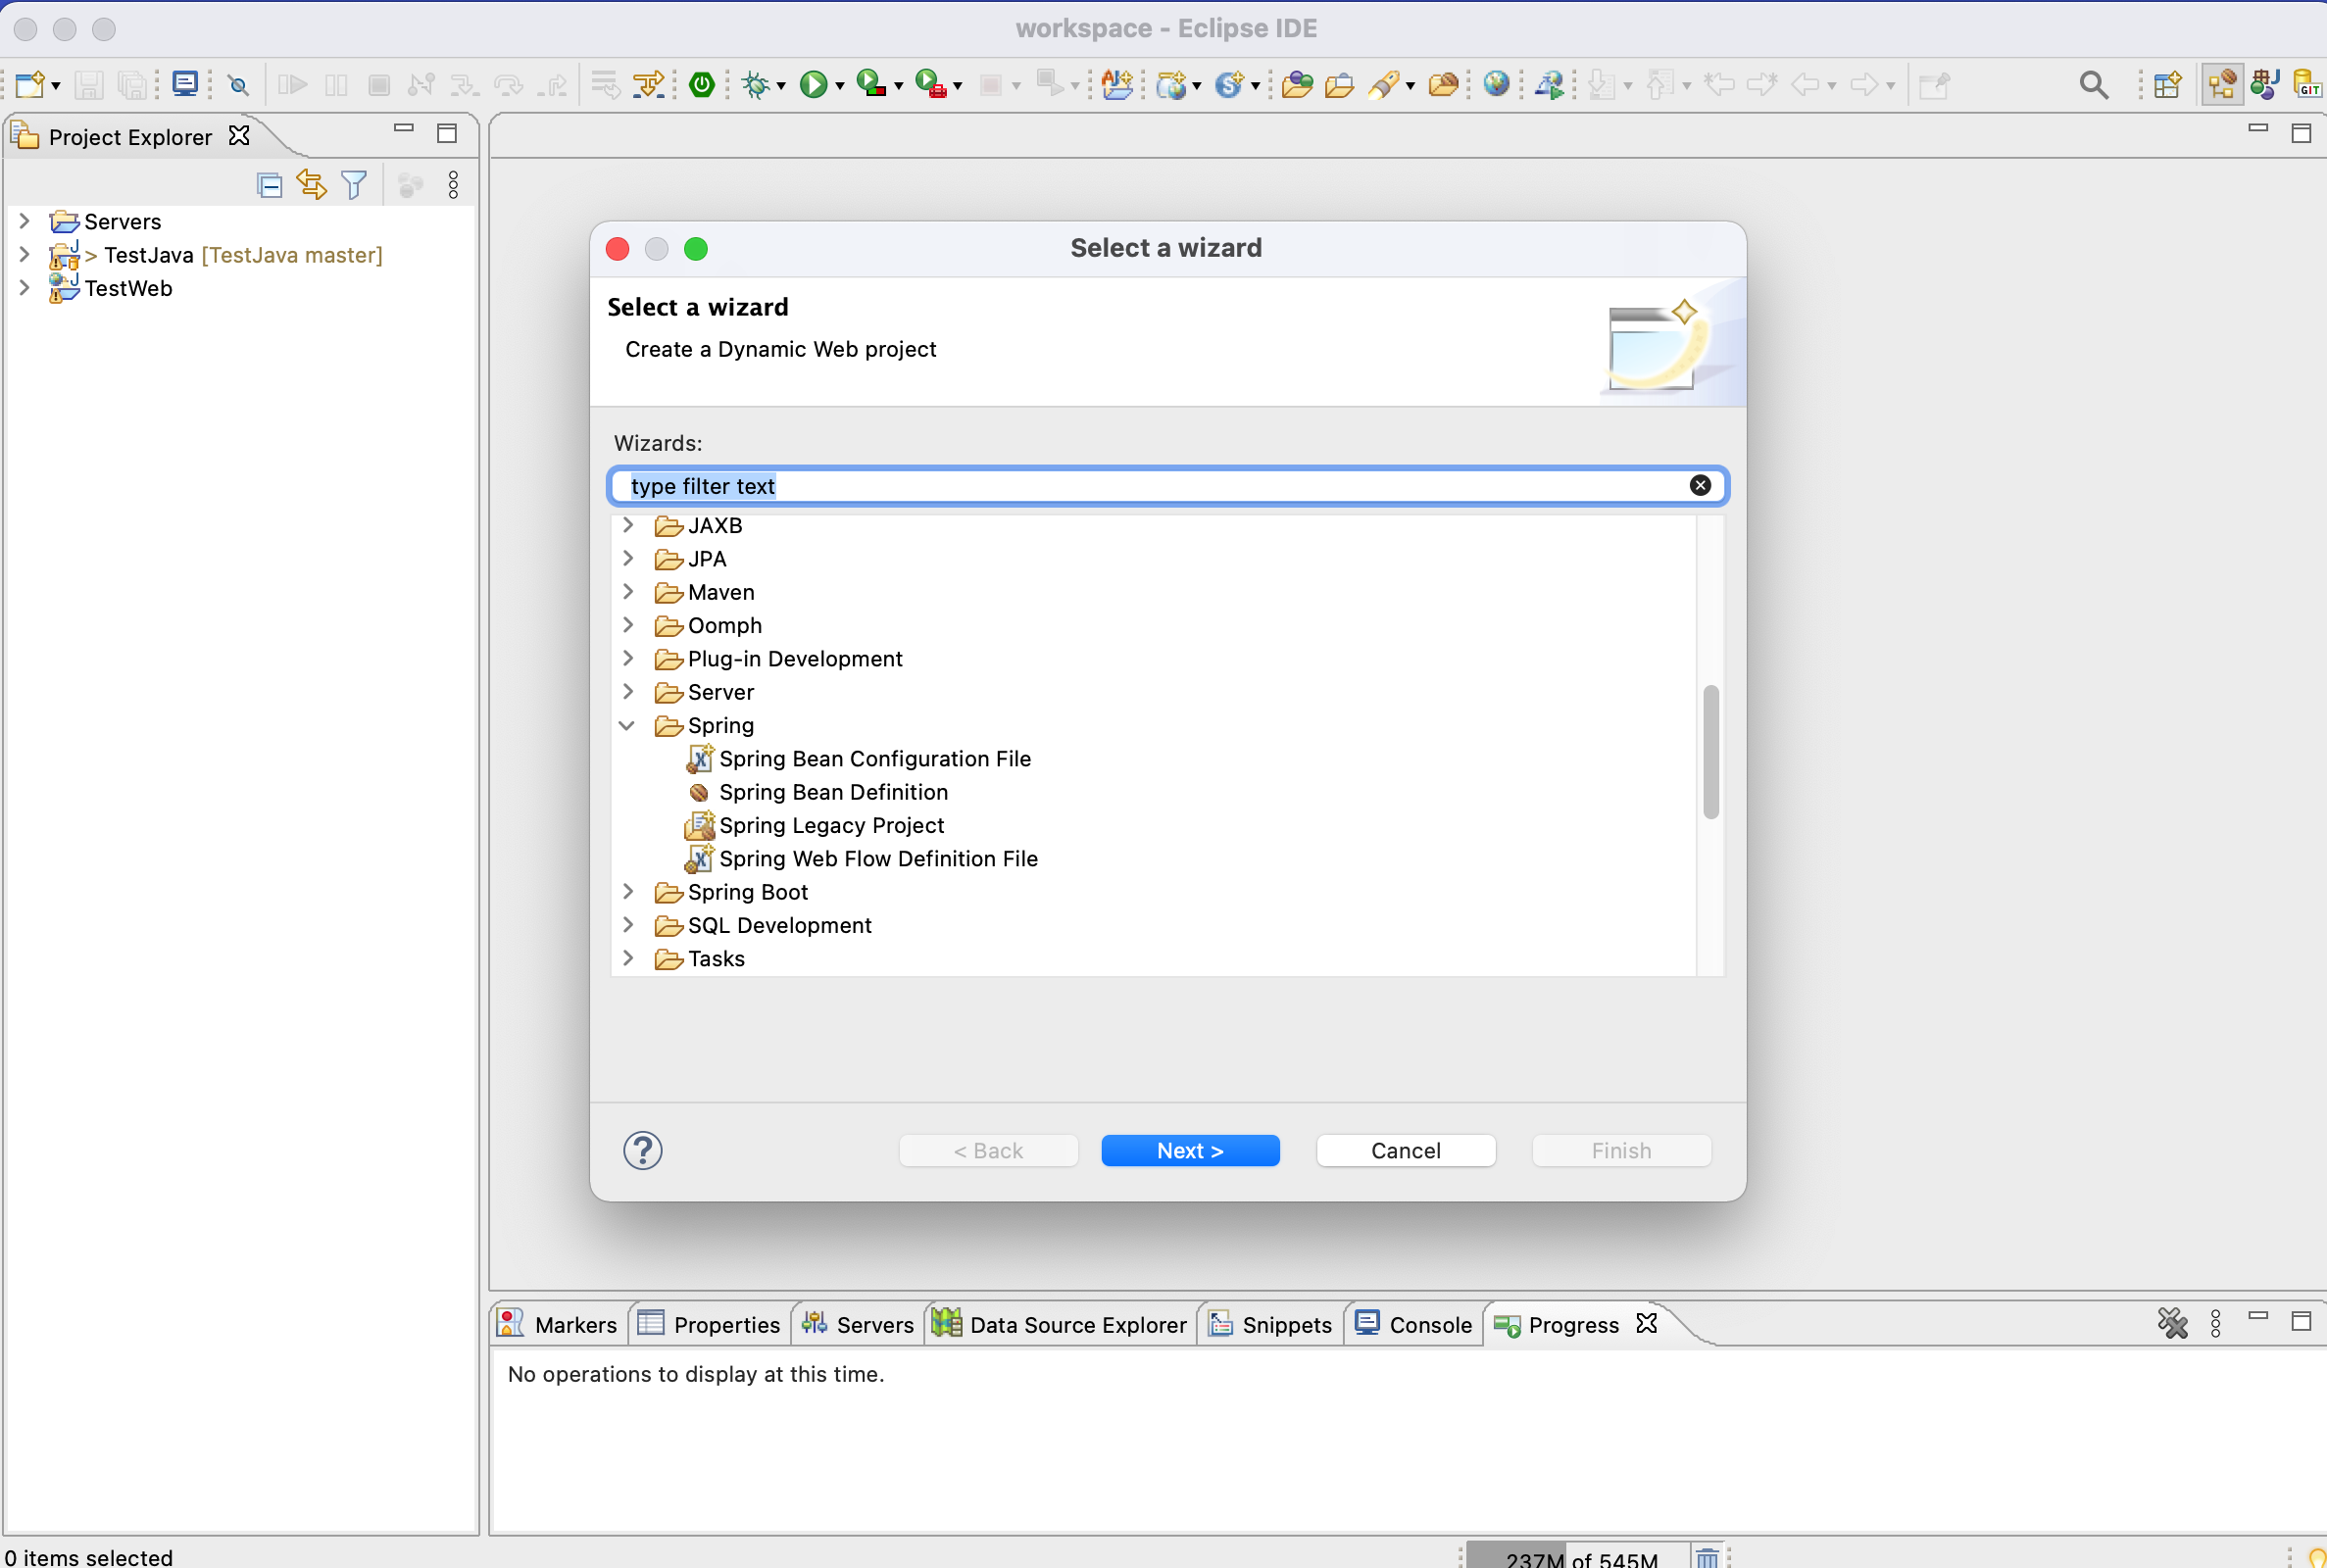 workspace - Eclipse IDE
GIT
Project Explorer
Servers
> TestJava [TestJava master]
TestWeb
Select a wizard
Select a wizard
Create a Dynamic Web project
Wizards:
type filter text
JAXB
JPA
Maven
Oomph
Plug-in Development
Server
Spring
Spring Bean Configuration File
Spring Bean Definition
Spring Legacy Project
Spring Web Flow Definition File
Spring Boot
SQL Development
Tasks
? < Back Next > Cancel Finish
Markers Properties Servers Data Source Explorer Snippets Console Progress
No operations to display at this time.
0 items selected 237M of 545M